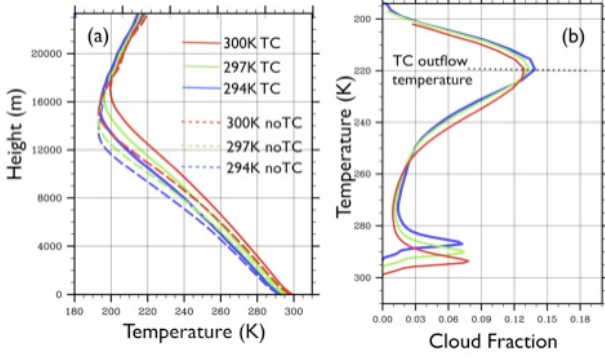 (a)
300K TC
297K TC
294K TC
300K noTC
297K noTC
294K noTC
20000
16000
12000
8000
4000
0
Height (m)
180 200 220 240 260 280 300
Temperature (K)
(b)
TC outflow
temperature
200
220
240
260
280
300
Temperature (K)
0.00 0.03 0.06 0.09 0.12 0.15 0.18
Cloud Fraction